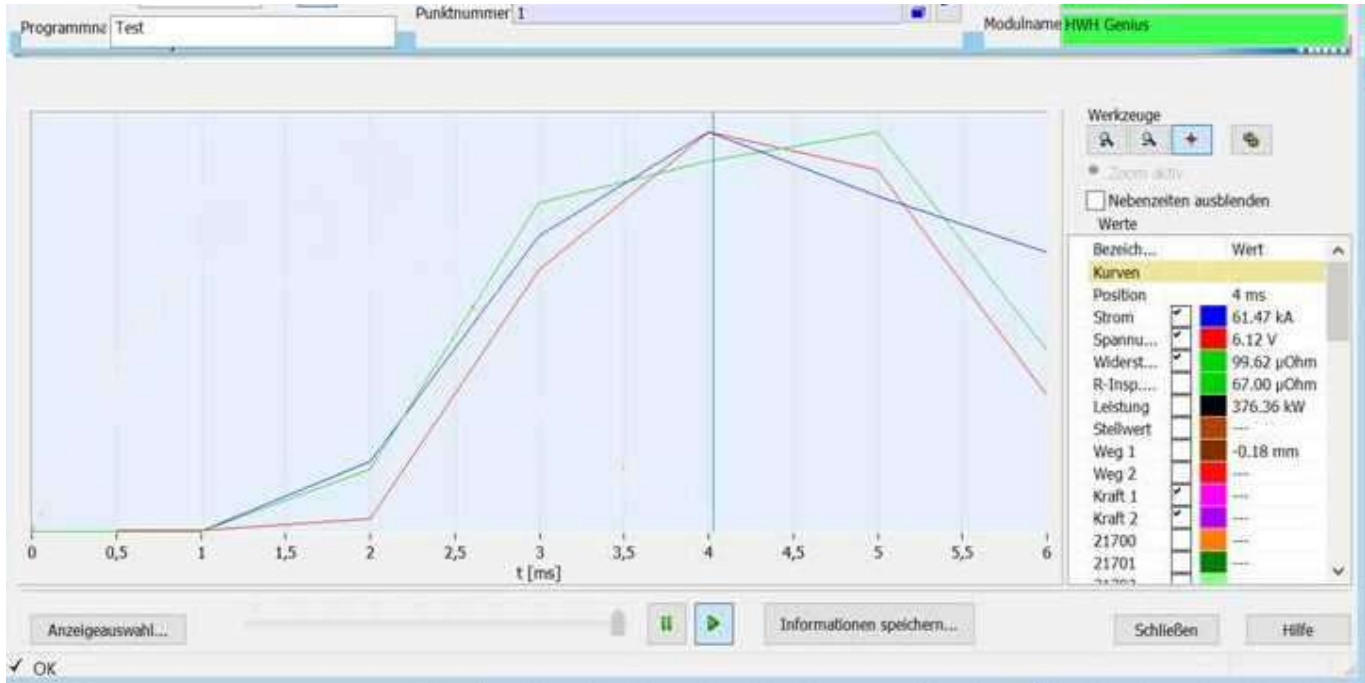 Punktnummer 1
Programmna Test
Modulname HWH Genius
Werkzeuge
Zoom aktiv
Nebenzeiten ausblenden
Werte
Bezeich... Wert
Kurven
Position 4 ms
Strom 61.47 kA
Spannu... 6.12 V
Widerst... 99.62 µOhm
R-Insp.... 67.00 µOhm
Leistung 376.36 kW
Stellwert ---
Weg 1 -0.18 mm
Weg 2 ---
Kraft 1 ---
Kraft 2 ---
21700 ---
21701 ---
0 0,5 1 1,5 2 2,5 3 3,5 4 4,5 5 5,5 6
t [ms]
Anzeigeauswahl... Informationen speichern... Schließen Hilfe
OK